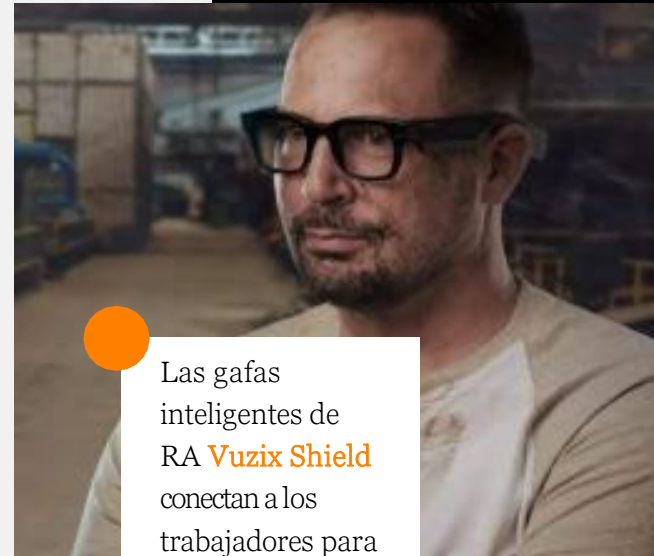 Las gafas
inteligentes de
RA Vuzix Shield
conectan a los
trabajadores para